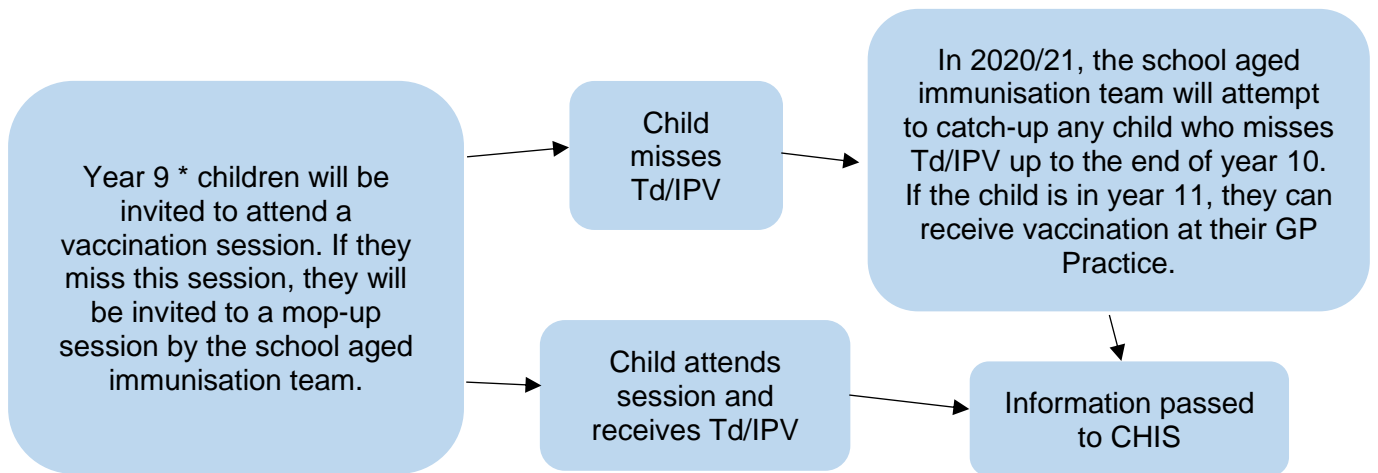 Year 9 * children will be
invited to attend a
vaccination session. If they
miss this session, they will
be invited to a mop-up
session by the school aged
immunisation team.
Child
misses
Td/IPV
In 2020/21, the school aged
immunisation team will attempt
to catch-up any child who misses
Td/IPV up to the end of year 10.
If the child is in year 11, they can
receive vaccination at their GP
Practice.
Child attends
session and
receives Td/IPV
Information passed
to CHIS